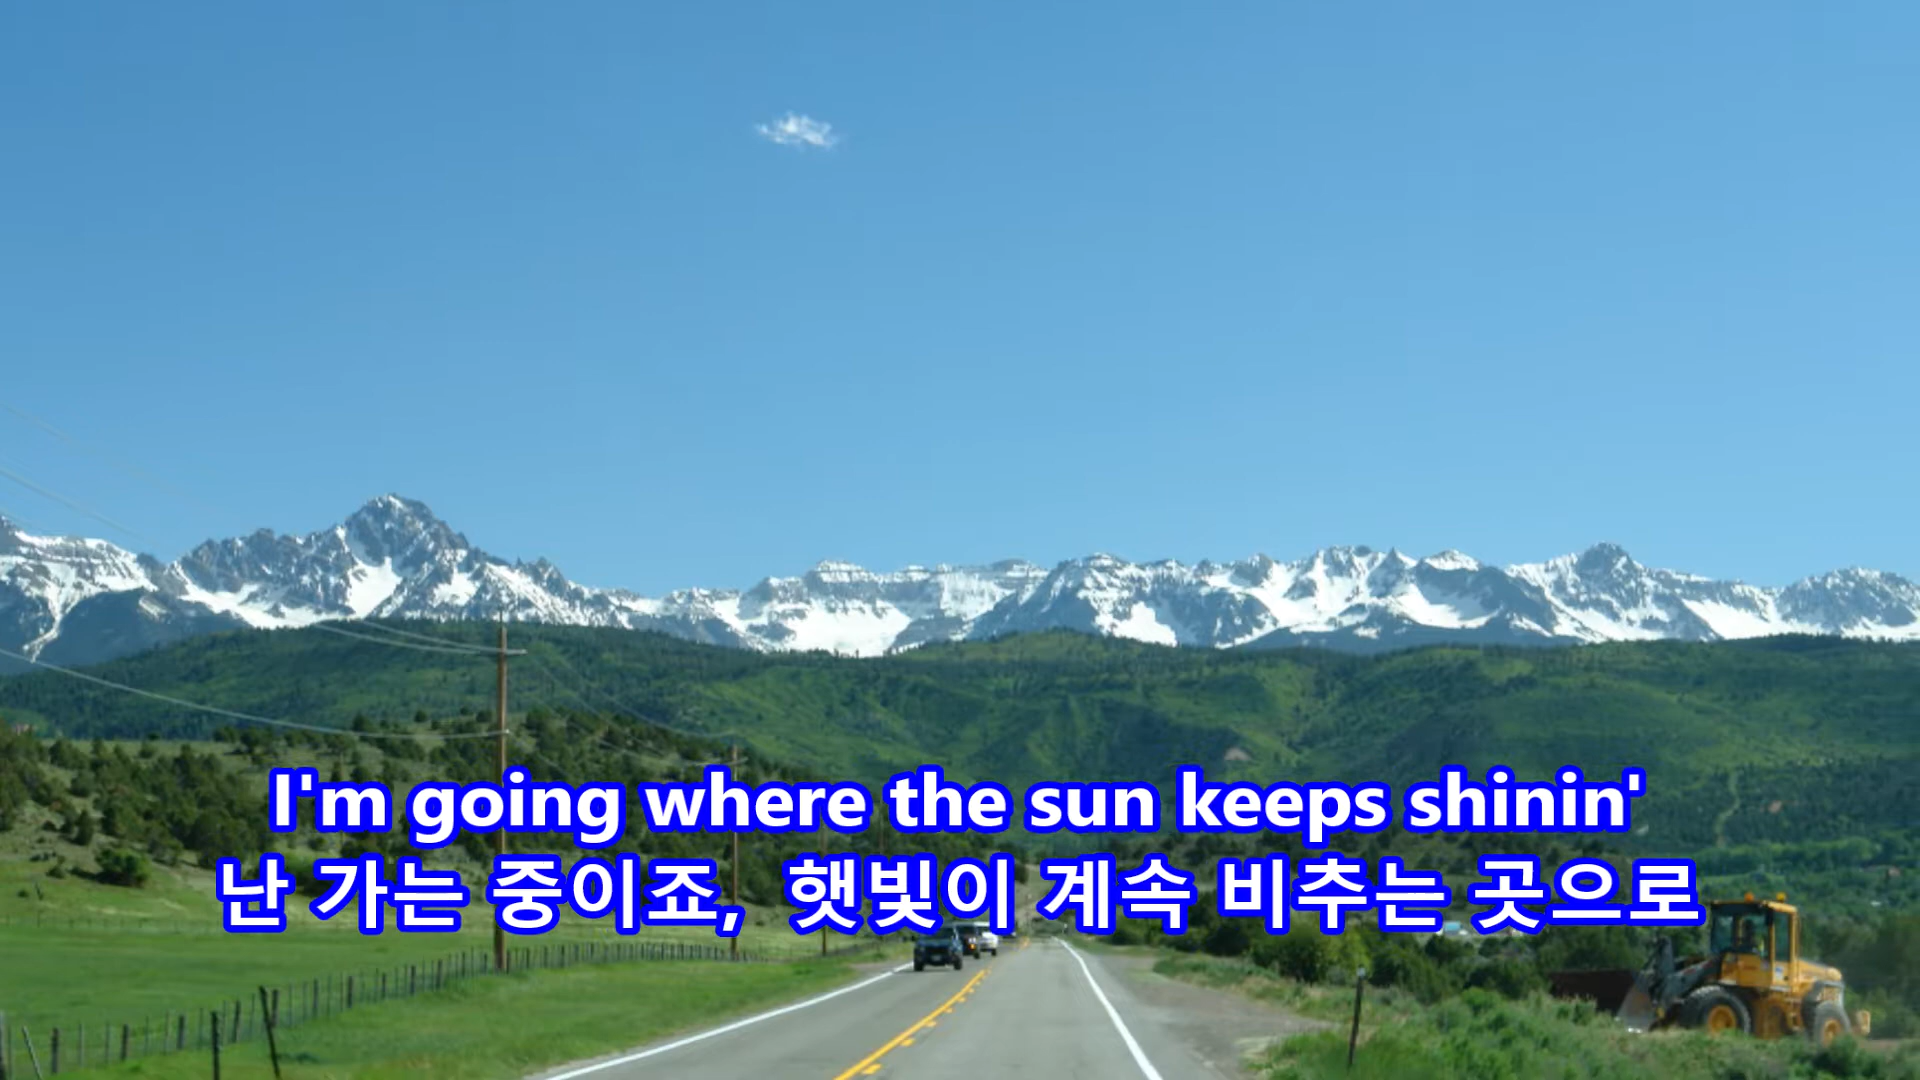 I'm going where the sun keeps shinin'
난 가는 중이죠, 햇빛이 계속 비추는 곳으로